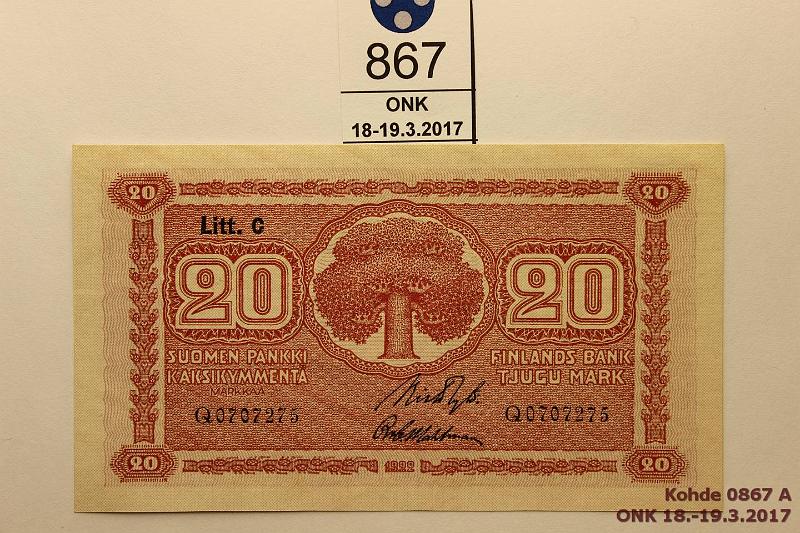 867
ONK
18-19.3.2017
20 20
Litt. C
20 20
SUOMEN PANKKI FINLANDS BANK
KAKSIKYMMENTÄ TJUGU MARK
MARKKAA
Q0707275 Q0707275
20 1922 20
Kohde 0867 A
ONK 18.-19.3.2017